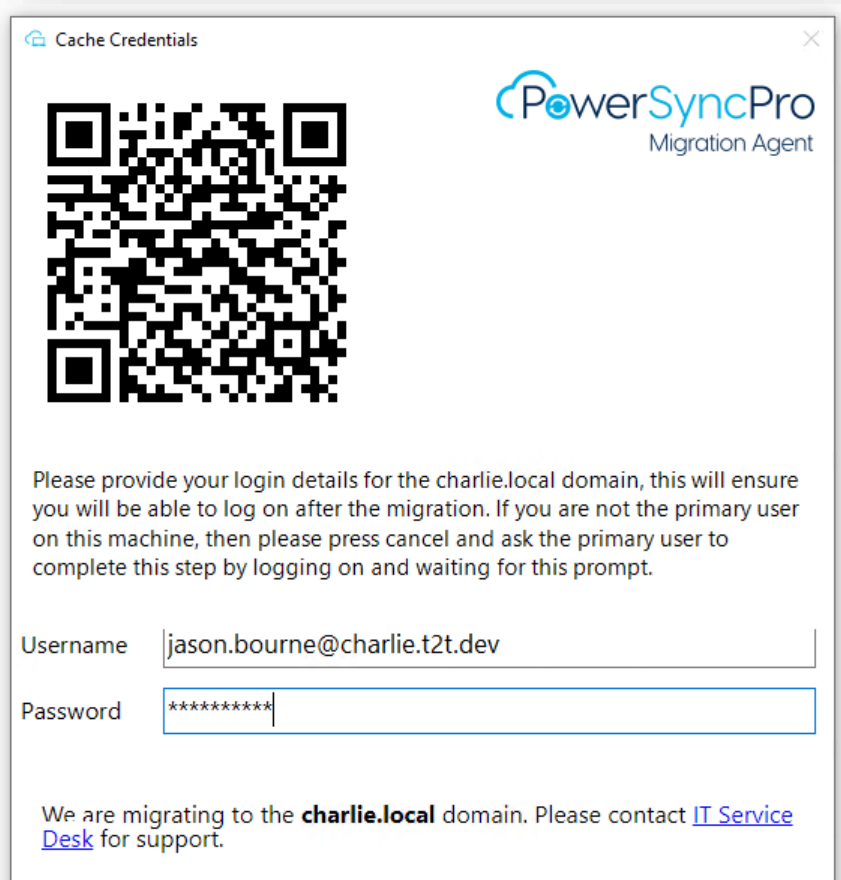 Cache Credentials
PowerSyncPro
Migration Agent
Please provide your login details for the charlie.local domain, this will ensure
you will be able to log on after the migration. If you are not the primary user
on this machine, then please press cancel and ask the primary user to
complete this step by logging on and waiting for this prompt.
Username jason.bourne@charlie.t2t.dev
Password **********
We are migrating to the charlie.local domain. Please contact IT Service
Desk for support.